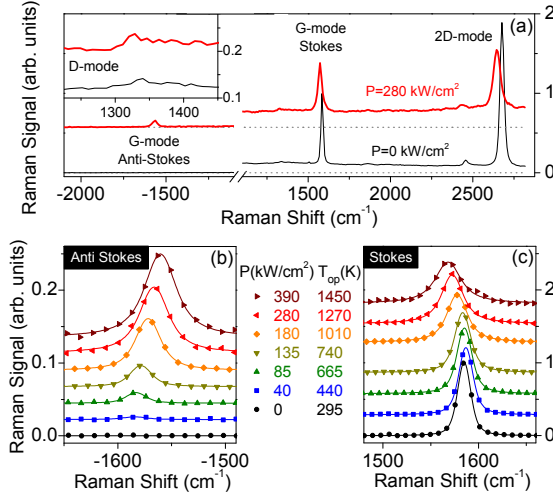 (a)
G-mode
Stokes
2D-mode
D-mode
P=280 kW/cm²
P=0 kW/cm²
G-mode
Anti-Stokes
0.2
0.1
1300 1400
2
1
0
-2000 -1500 1500 2000 2500
Raman Shift (cm⁻¹)
Raman Signal (arb. units)
Anti Stokes (b)
P(kW/cm²) T_op(K)
390 1450
280 1270
180 1010
135 740
85 665
40 440
0 295
Stokes (c)
0.2
0.1
0.0
2
1
0
-1600 -1500
1500 1600
Raman Shift (cm⁻¹)
Raman Shift (cm⁻¹)
Raman Signal (arb. units)